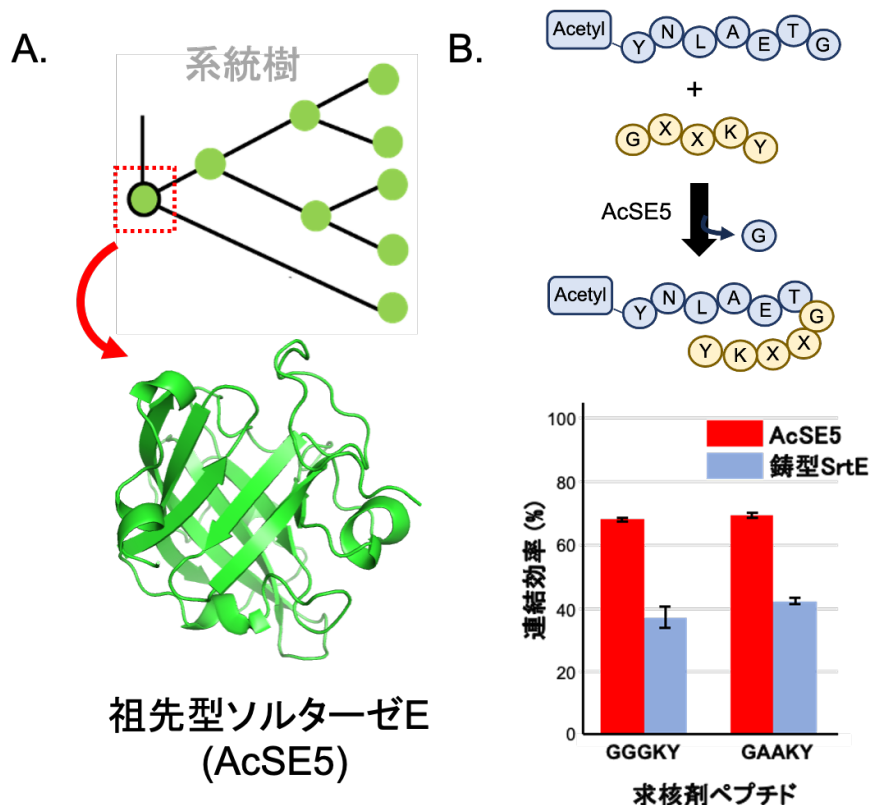 A.
系統樹
祖先型ソルターゼE
(AcSE5)
B.
Acetyl Y N L A E T G
+
G X X K Y
AcSE5
G
Acetyl Y N L A E T G
Y K X X
AcSE5
鋳型SrtE
連結効率 (%)
100
80
60
40
20
0
GGGKY GAAKY
求核剤ペプチド